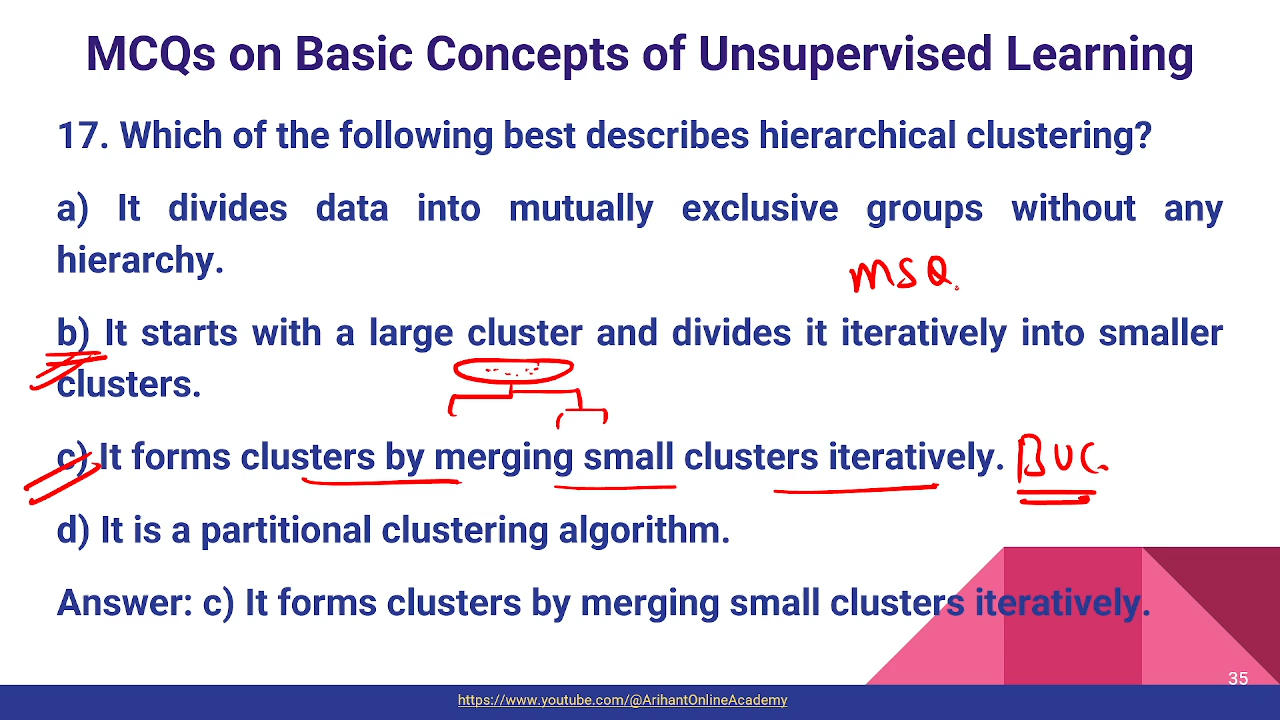 MCQs on Basic Concepts of Unsupervised Learning
17. Which of the following best describes hierarchical clustering?
a) It divides data into mutually exclusive groups without any
hierarchy.
MSQ.
b) It starts with a large cluster and divides it iteratively into smaller
clusters.
c) It forms clusters by merging small clusters iteratively. BUC.
d) It is a partitional clustering algorithm.
Answer: c) It forms clusters by merging small clusters iteratively.
35
https://www.youtube.com/@ArihantOnlineAcademy